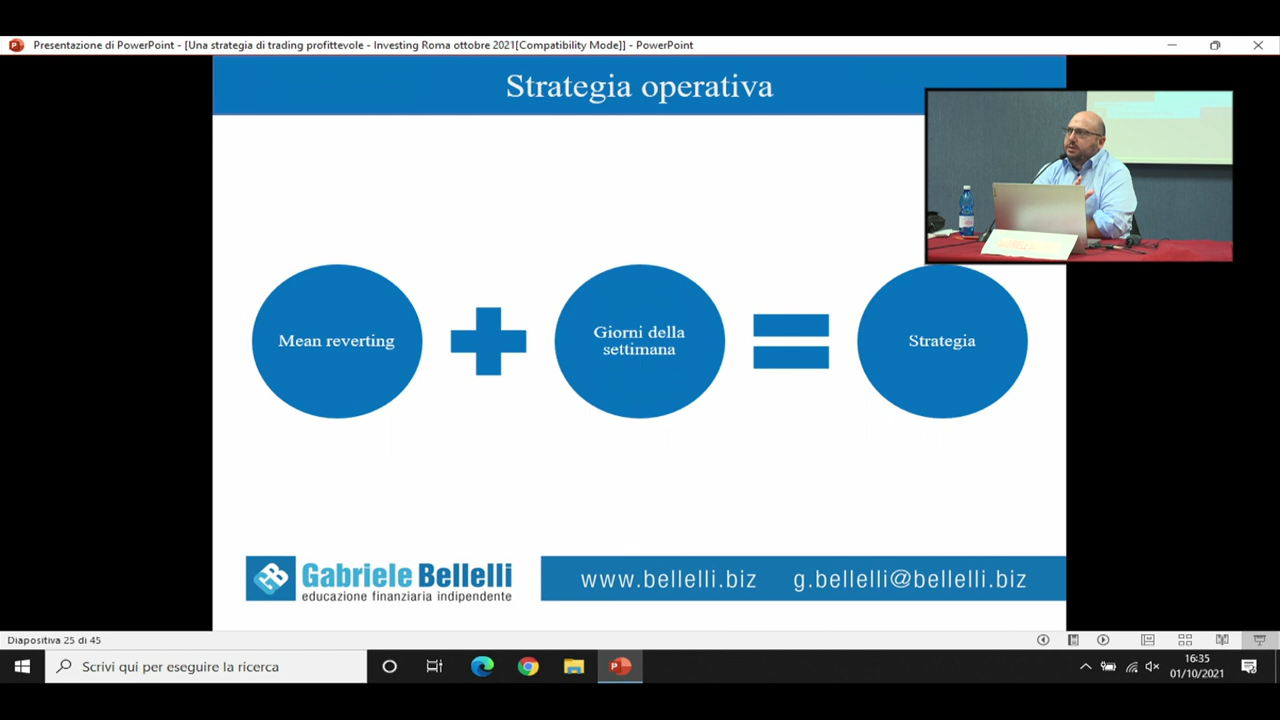 Presentazione di PowerPoint - [Una strategia di trading profittevole - Investing Roma ottobre 2021[Compatibility Mode]] - PowerPoint
Strategia operativa
Mean reverting
Giorni della
settimana
Strategia
Gabriele Bellelli
educazione finanziaria indipendente
www.bellelli.biz g.bellelli@bellelli.biz
Diapositiva 25 di 45
Scrivi qui per eseguire la ricerca
16:35
01/10/2021